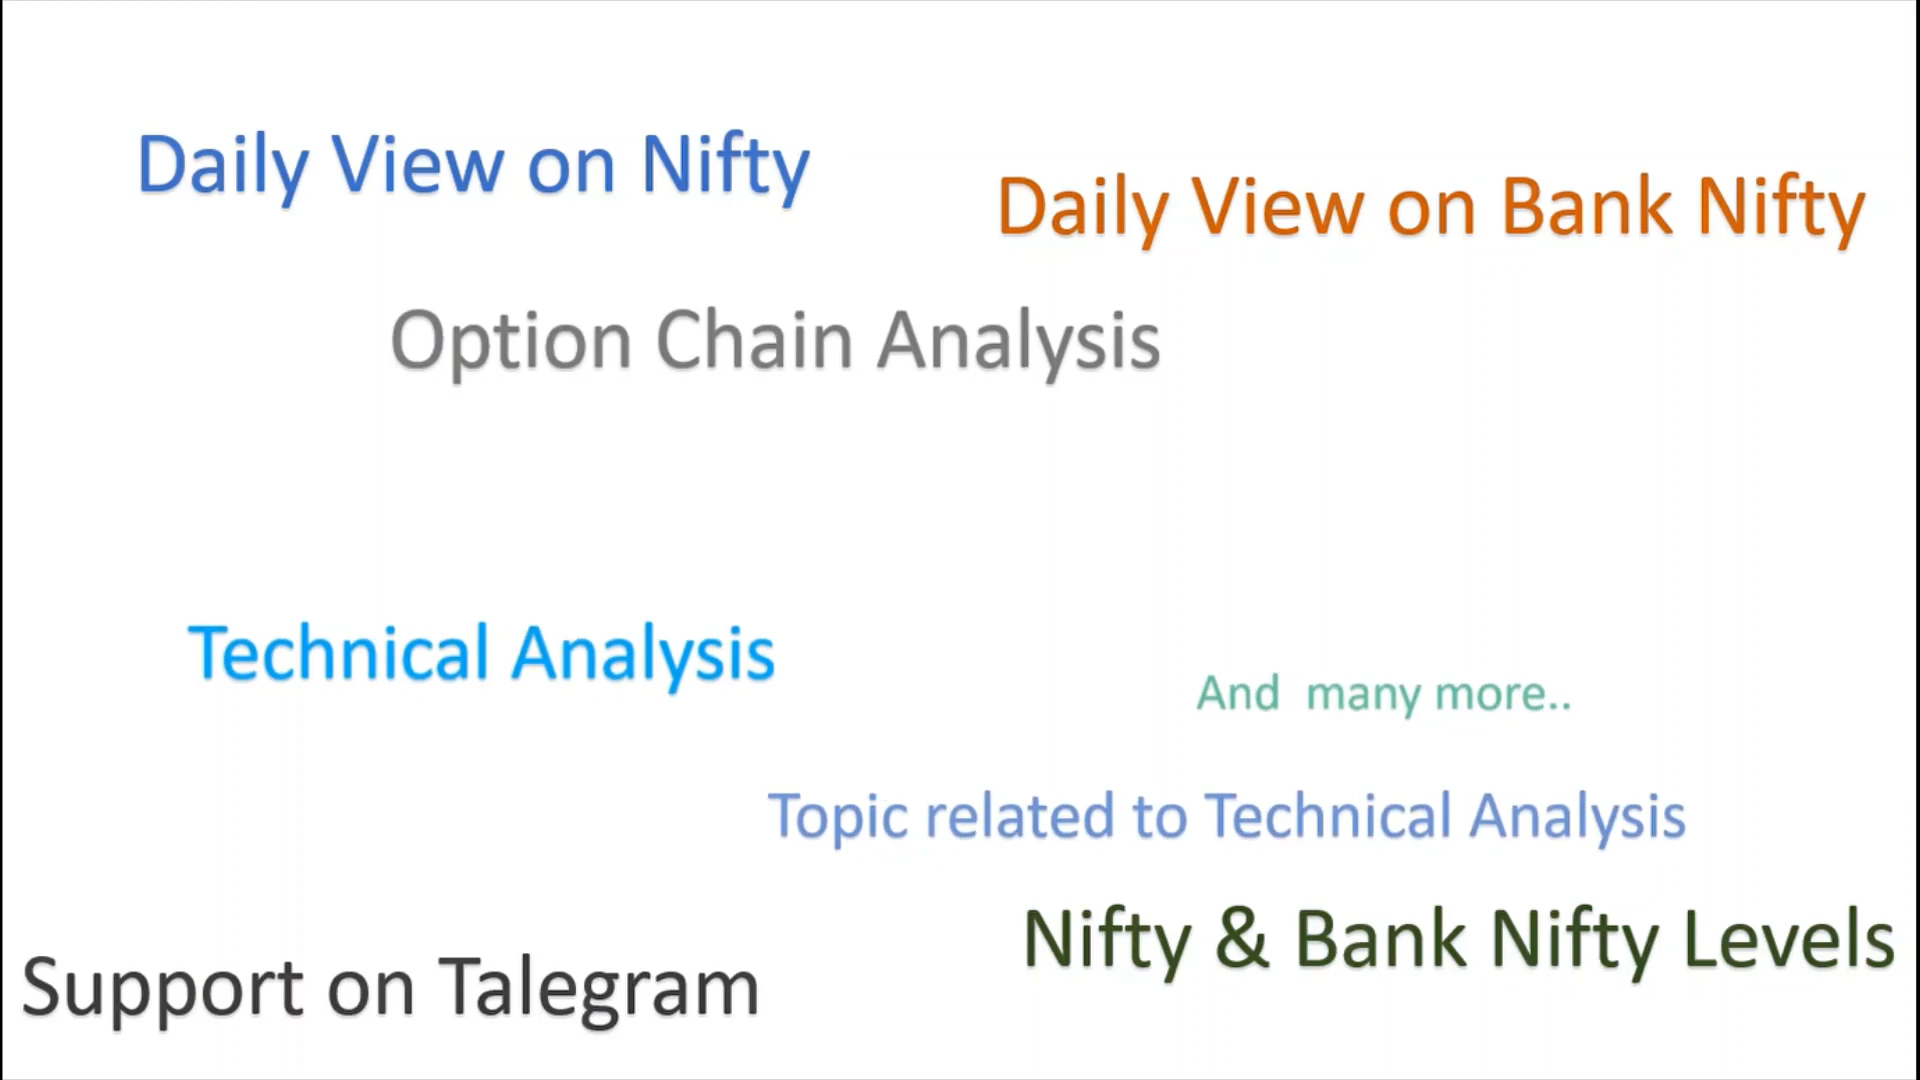 Daily View on Nifty
Daily View on Bank Nifty
Option Chain Analysis
Technical Analysis
And many more..
Topic related to Technical Analysis
Nifty & Bank Nifty Levels
Support on Talegram